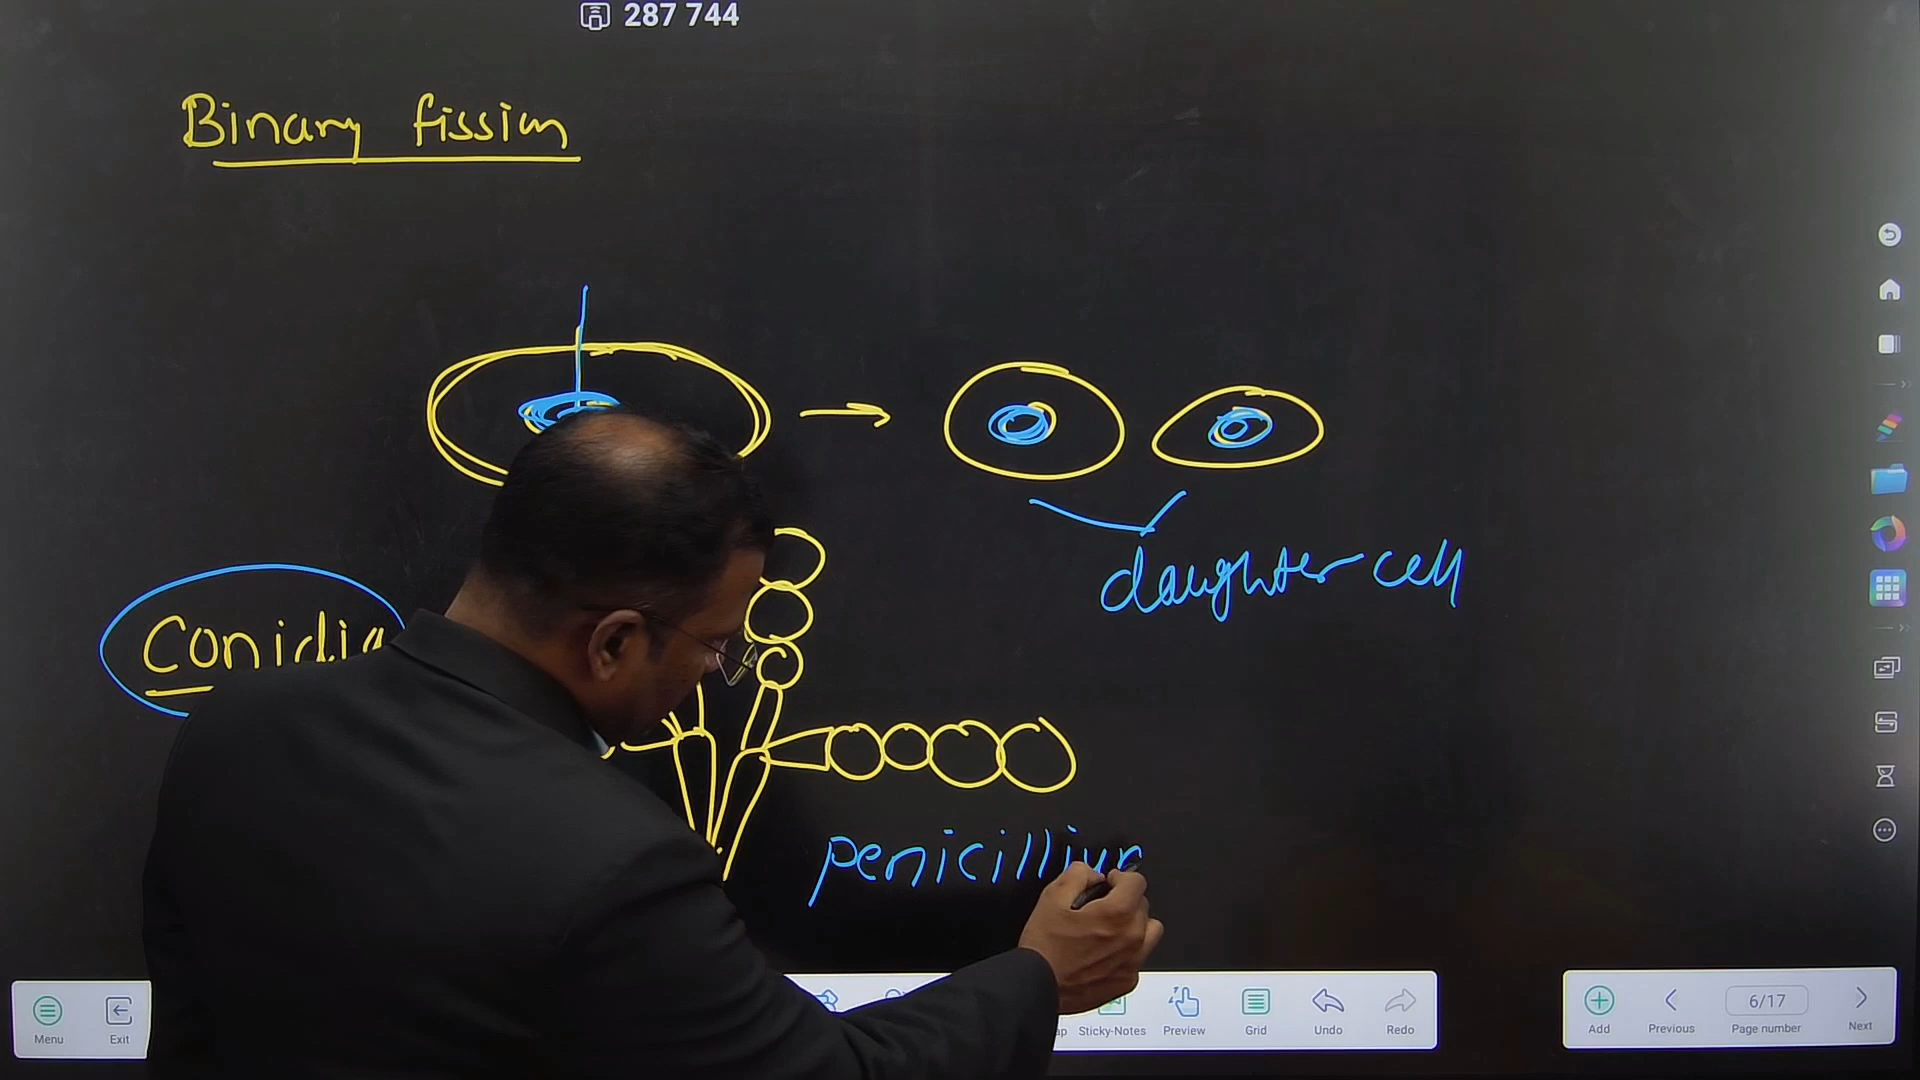 287 744
Binary fission
daughter cell
Conidia
penicillium
Menu
Exit
Sticky-Notes
Preview
Grid
Undo
Redo
Add
Previous
6/17
Page number
Next